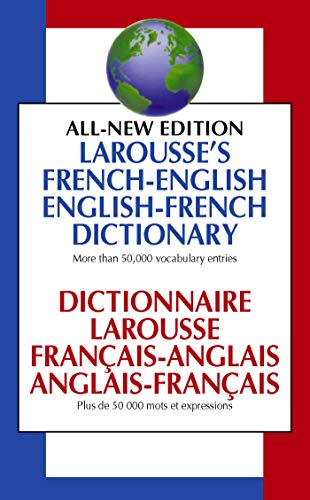 ALL-NEW EDITION
LAROUSSE'S
FRENCH-ENGLISH
ENGLISH-FRENCH
DICTIONARY
More than 50,000 vocabulary entries
DICTIONNAIRE
LAROUSSE
FRANÇAIS-ANGLAIS
ANGLAIS-FRANÇAIS
Plus de 50 000 mots et expressions